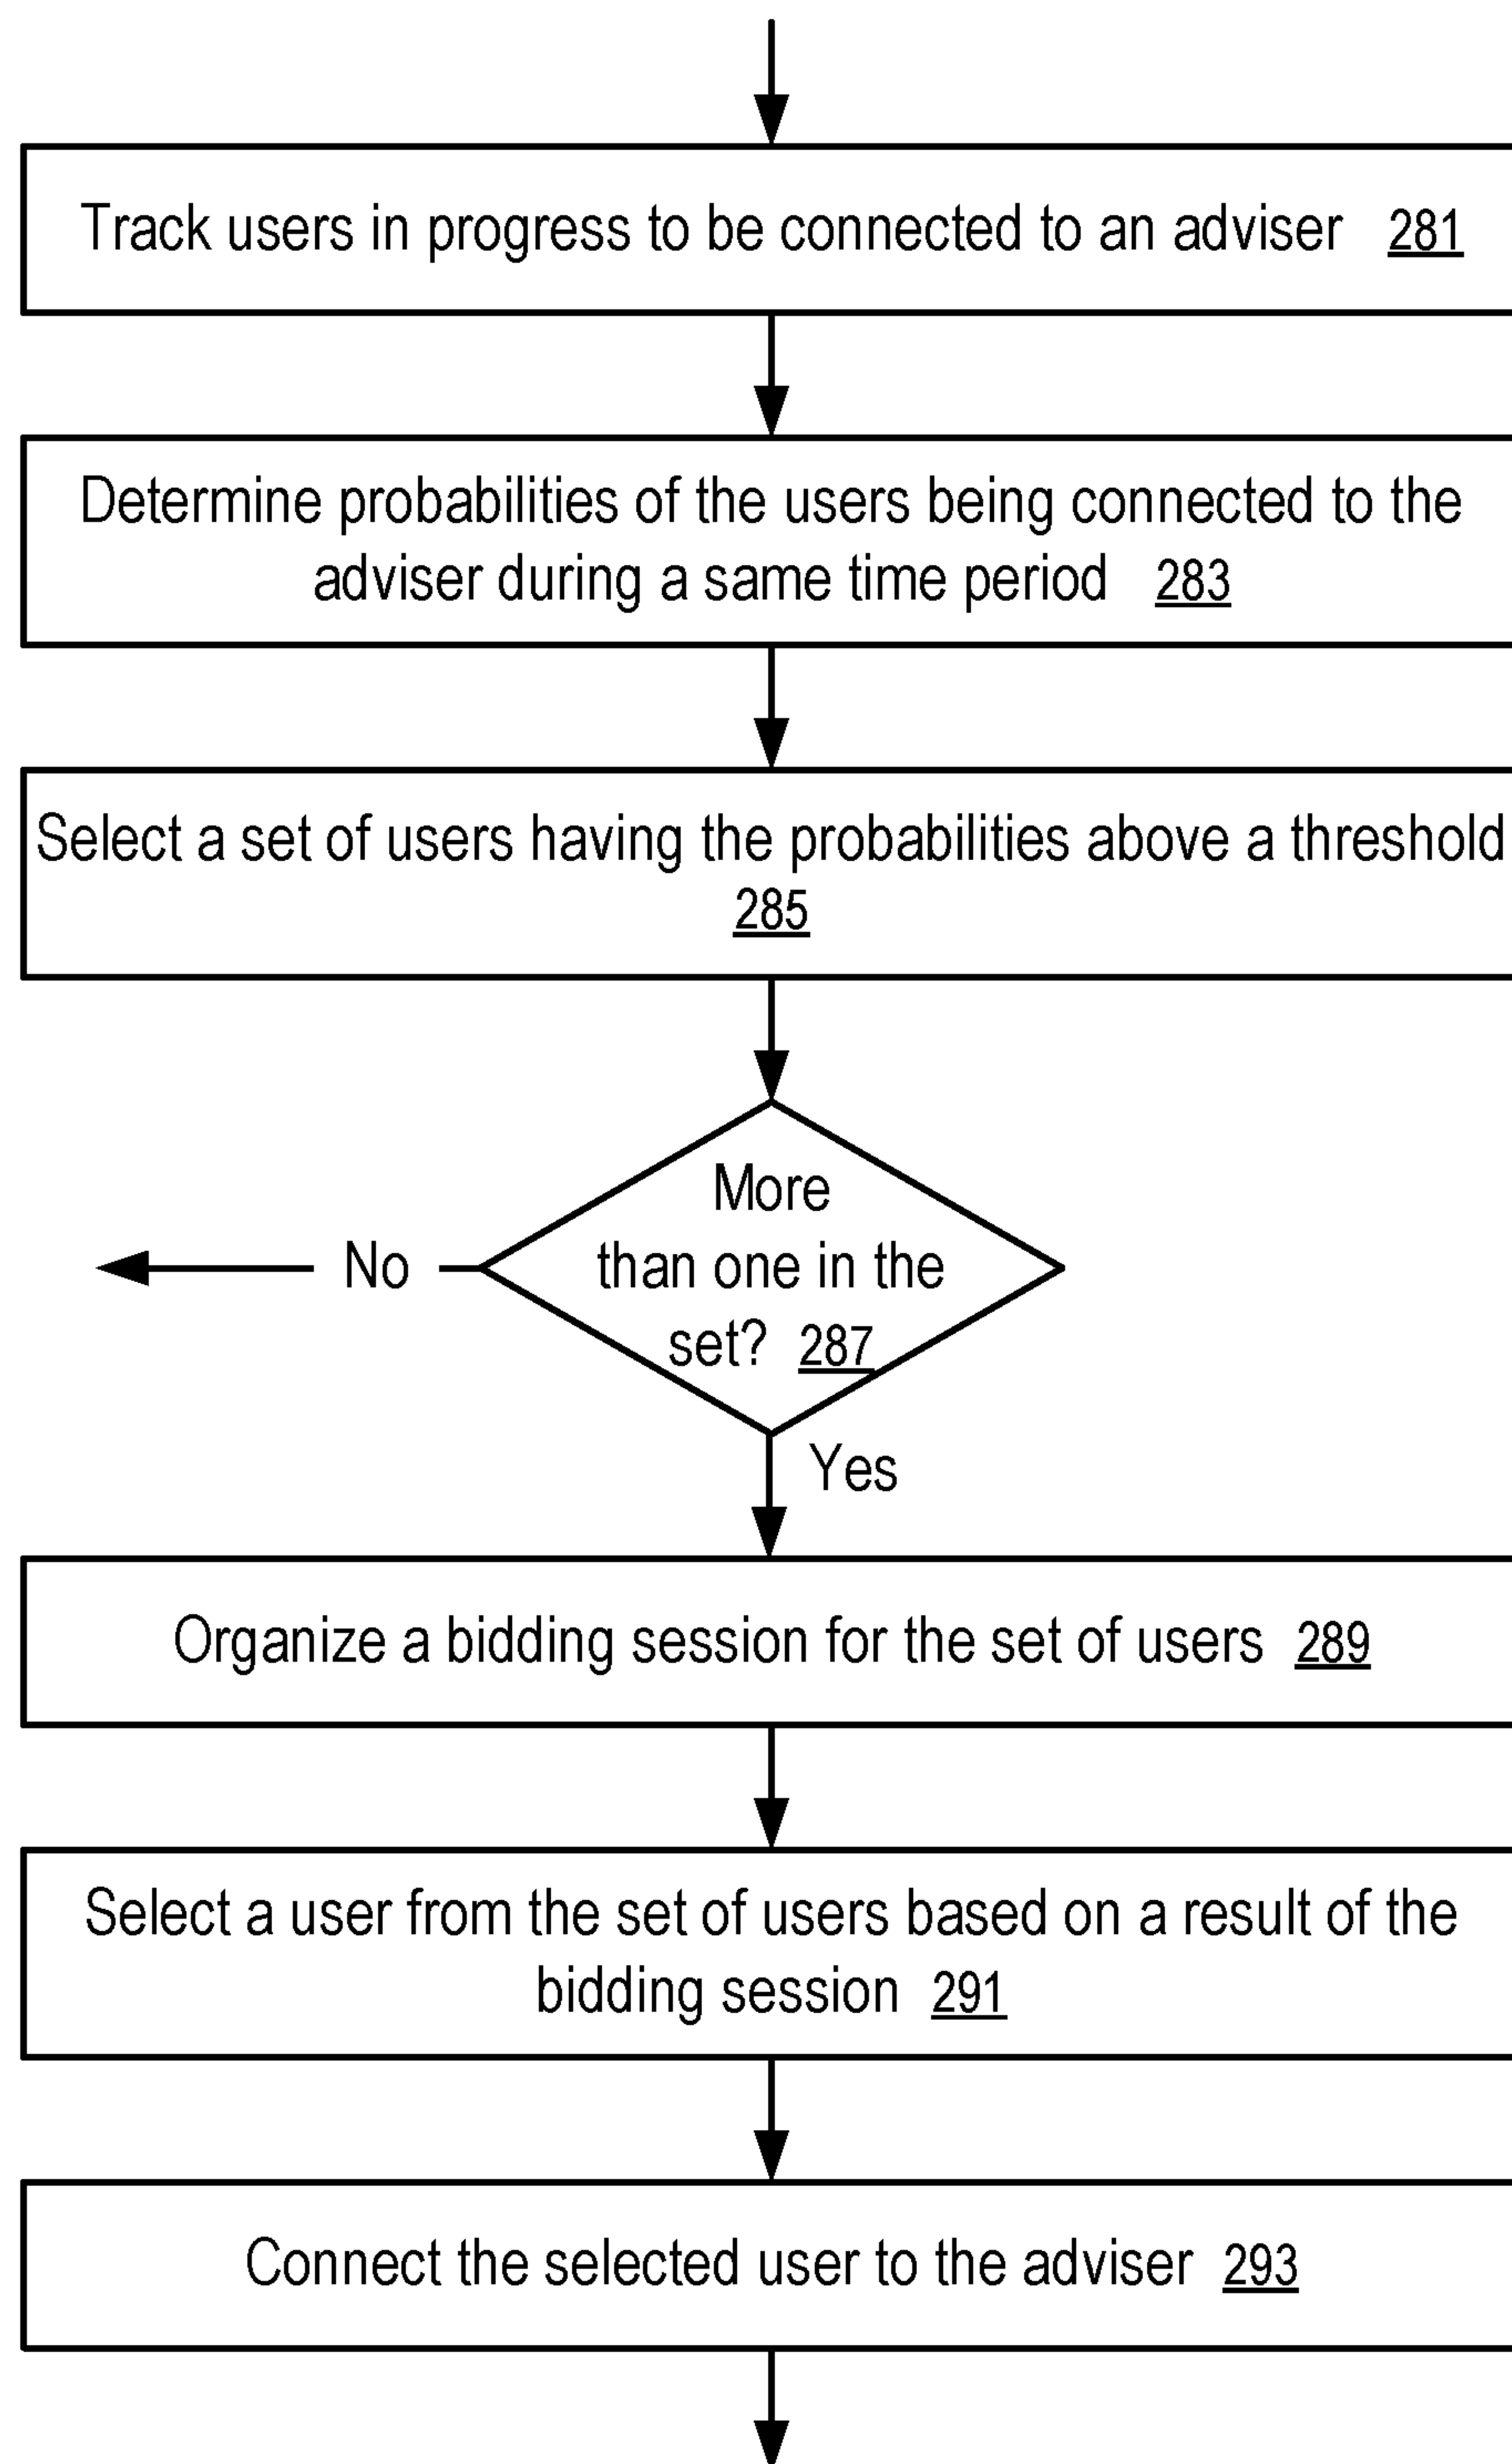 Track users in progress to be connected to an adviser 281
Determine probabilities of the users being connected to the
adviser during a same time period 283
Select a set of users having the probabilities above a threshold
285
More
than one in the
set? 287
No
Yes
Organize a bidding session for the set of users 289
Select a user from the set of users based on a result of the
bidding session 291
Connect the selected user to the adviser 293